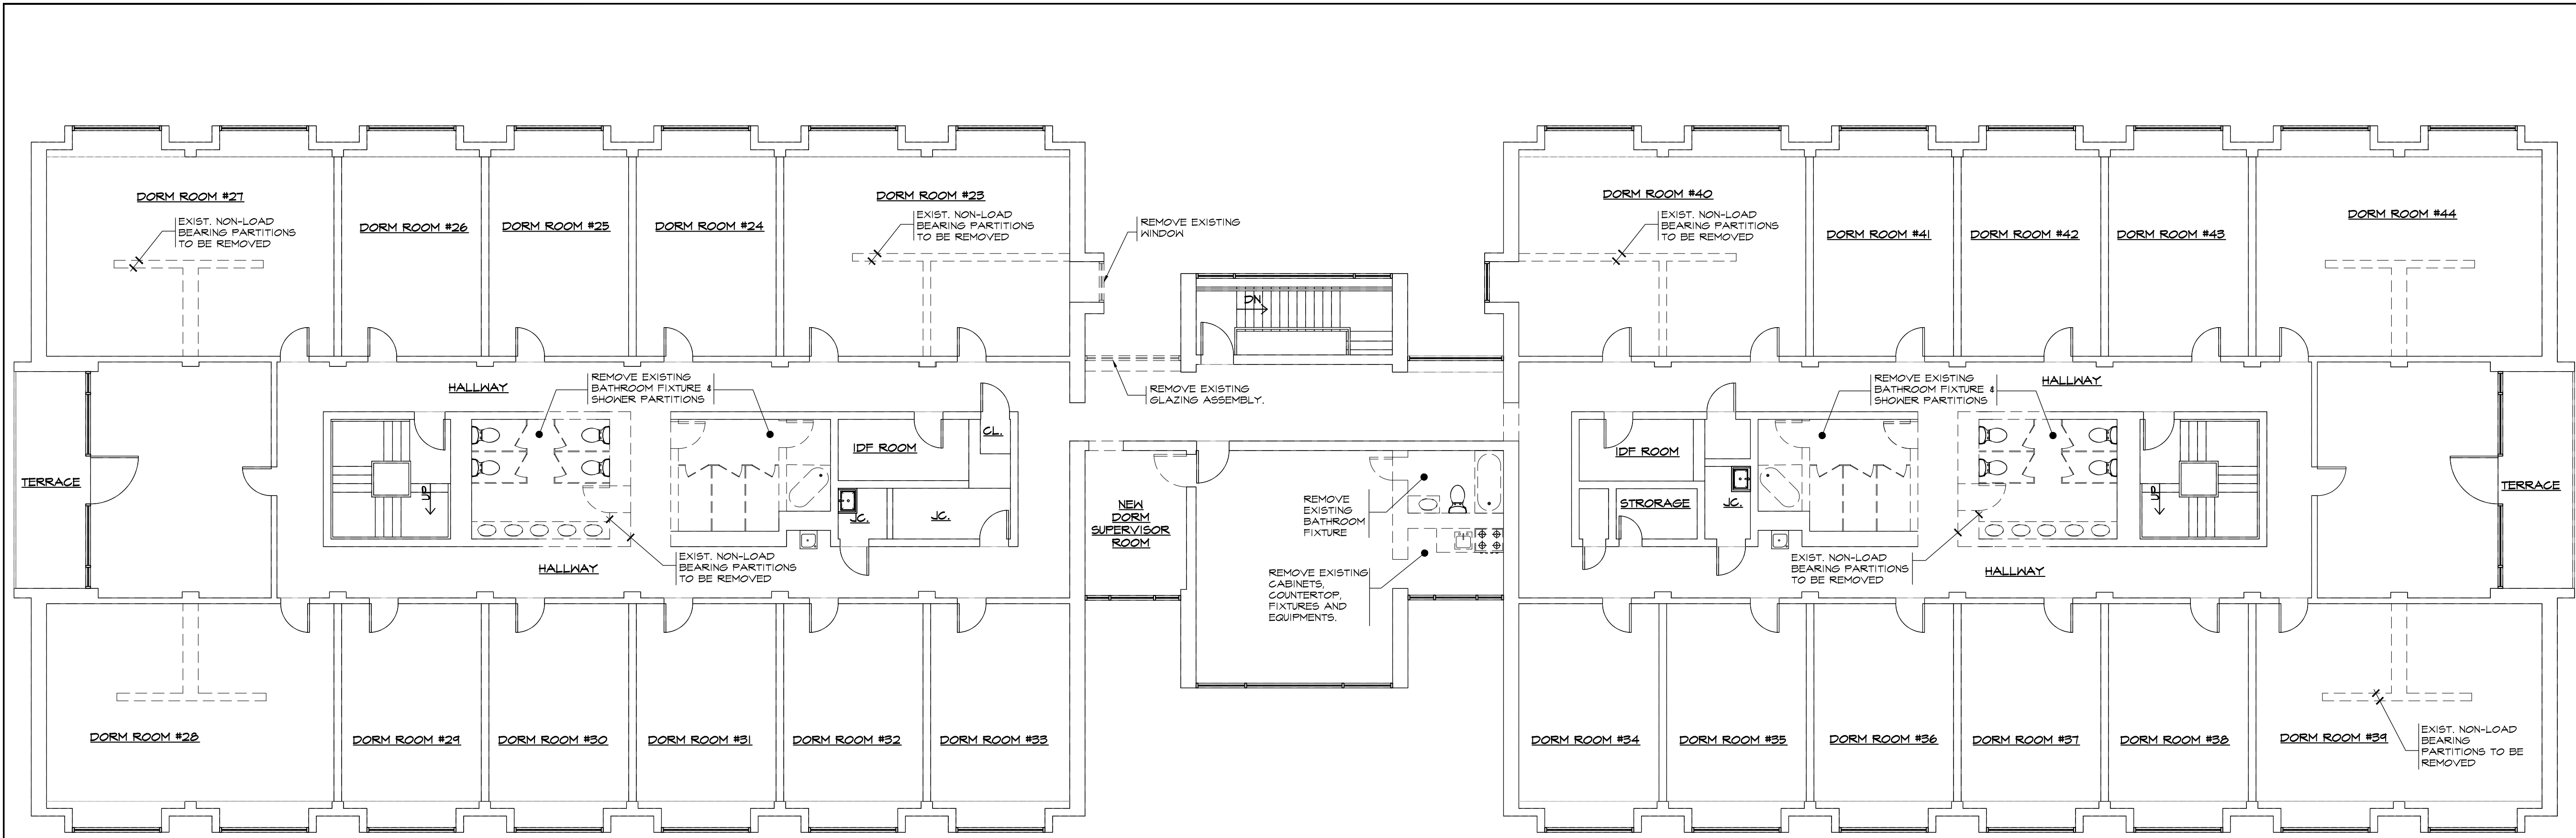 DORM ROOM #27
EXIST. NON-LOAD
BEARING PARTITIONS
TO BE REMOVED
DORM ROOM #26
DORM ROOM #25
DORM ROOM #24
DORM ROOM #23
EXIST. NON-LOAD
BEARING PARTITIONS
TO BE REMOVED
REMOVE EXISTING
WINDOW
DORM ROOM #40
EXIST. NON-LOAD
BEARING PARTITIONS
TO BE REMOVED
DORM ROOM #41
DORM ROOM #42
DORM ROOM #43
DORM ROOM #44
DN
REMOVE EXISTING
GLAZING ASSEMBLY.
HALLWAY
REMOVE EXISTING
BATHROOM FIXTURE &
SHOWER PARTITIONS
IDF ROOM
CL.
TERRACE
UP
JC.
JC.
EXIST. NON-LOAD
BEARING PARTITIONS
TO BE REMOVED
HALLWAY
NEW
DORM
SUPERVISOR
ROOM
REMOVE
EXISTING
BATHROOM
FIXTURE
REMOVE EXISTING
CABINETS,
COUNTERTOP,
FIXTURES AND
EQUIPMENTS.
REMOVE EXISTING
BATHROOM FIXTURE &
SHOWER PARTITIONS
HALLWAY
IDF ROOM
STRORAGE
JC.
UP
TERRACE
EXIST. NON-LOAD
BEARING PARTITIONS
TO BE REMOVED
HALLWAY
DORM ROOM #28
DORM ROOM #29
DORM ROOM #30
DORM ROOM #31
DORM ROOM #32
DORM ROOM #33
DORM ROOM #34
DORM ROOM #35
DORM ROOM #36
DORM ROOM #37
DORM ROOM #38
DORM ROOM #39
EXIST. NON-LOAD
BEARING
PARTITIONS TO BE
REMOVED